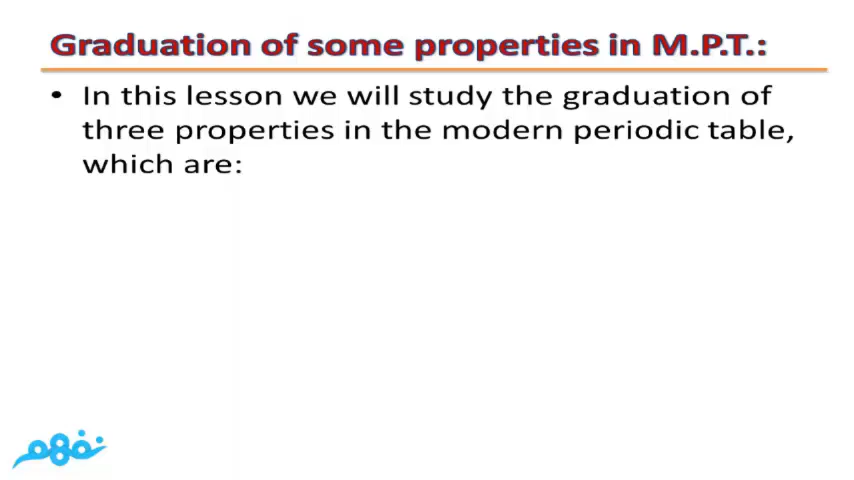 Graduation of some properties in M.P.T.:
• In this lesson we will study the graduation of
three properties in the modern periodic table,
which are:
نفهم